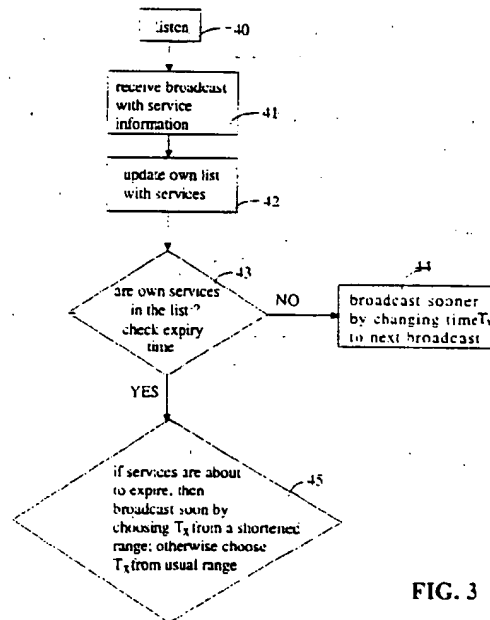 listen
40
receive broadcast
with service
information
41
update own list
with services
42
43
are own services
in the list?
check expiry
time
NO
44
broadcast sooner
by changing time Tx
to next broadcast
YES
45
if services are about
to expire, then
broadcast soon by
choosing Tx from a shortened
range; otherwise choose
Tx from usual range
FIG. 3